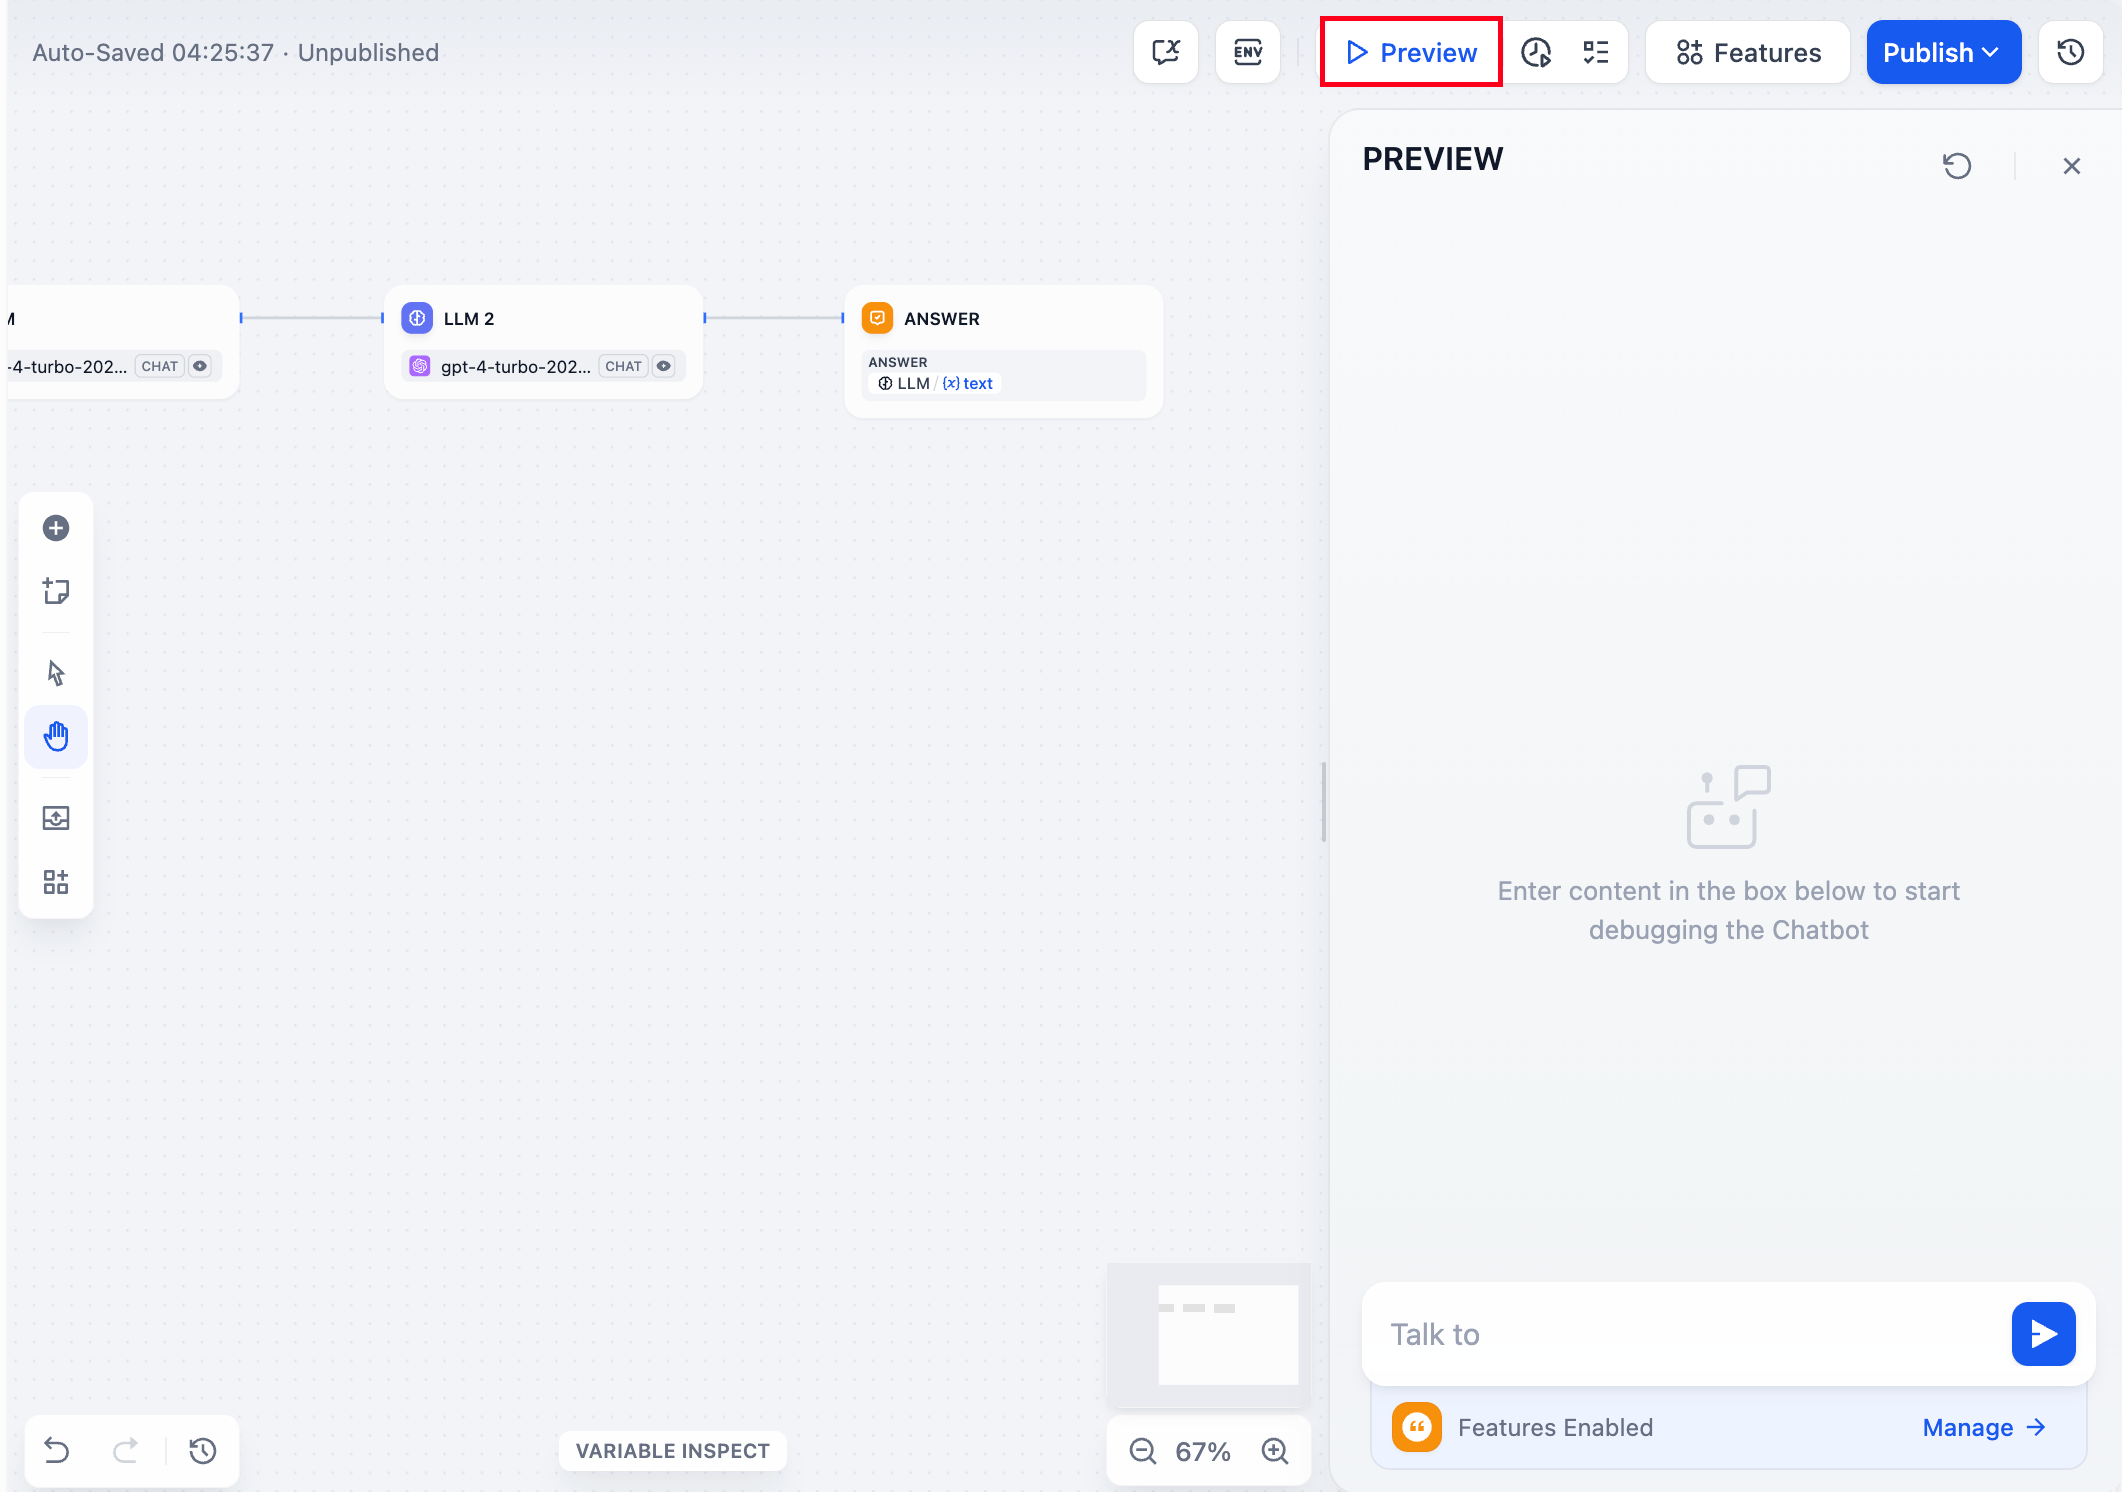 Auto-Saved 04:25:37 · Unpublished
ENV
Preview
Features
Publish
PREVIEW
M
-4-turbo-202... CHAT
LLM 2
gpt-4-turbo-202... CHAT
ANSWER
ANSWER
LLM / {x} text
Enter content in the box below to start
debugging the Chatbot
Talk to
Features Enabled
Manage →
VARIABLE INSPECT
67%